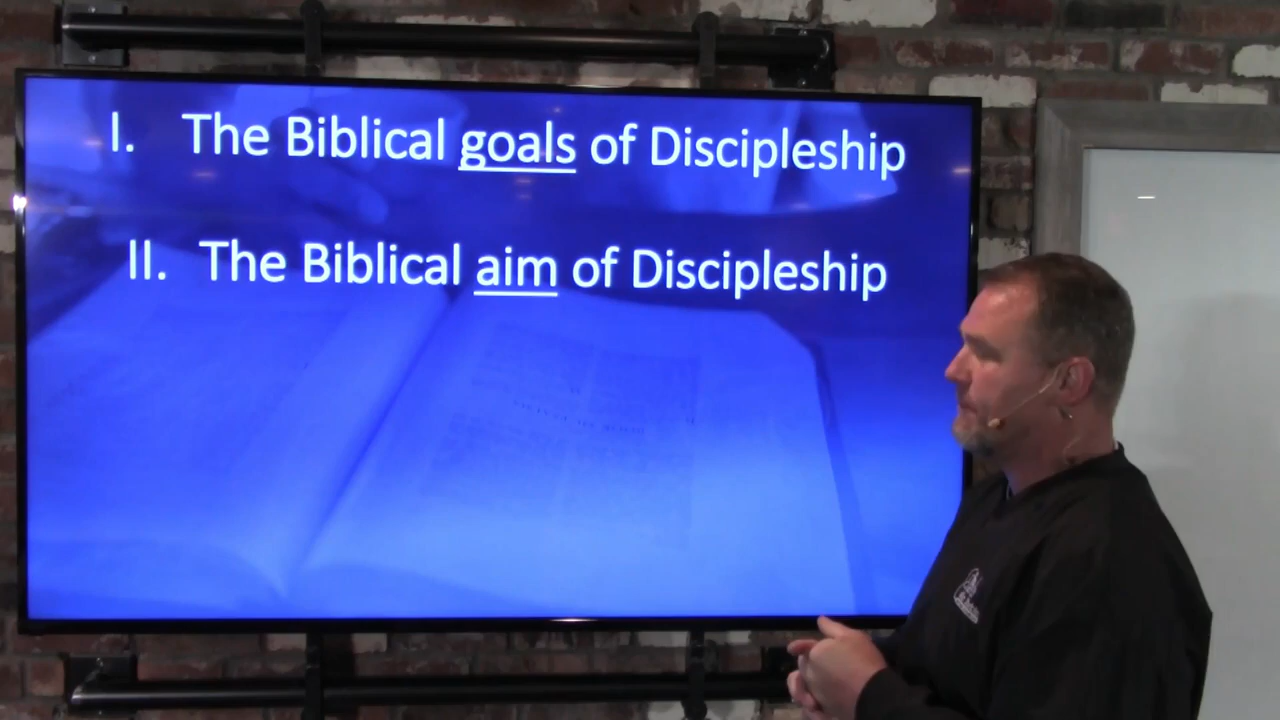 I. The Biblical goals of Discipleship
II. The Biblical aim of Discipleship